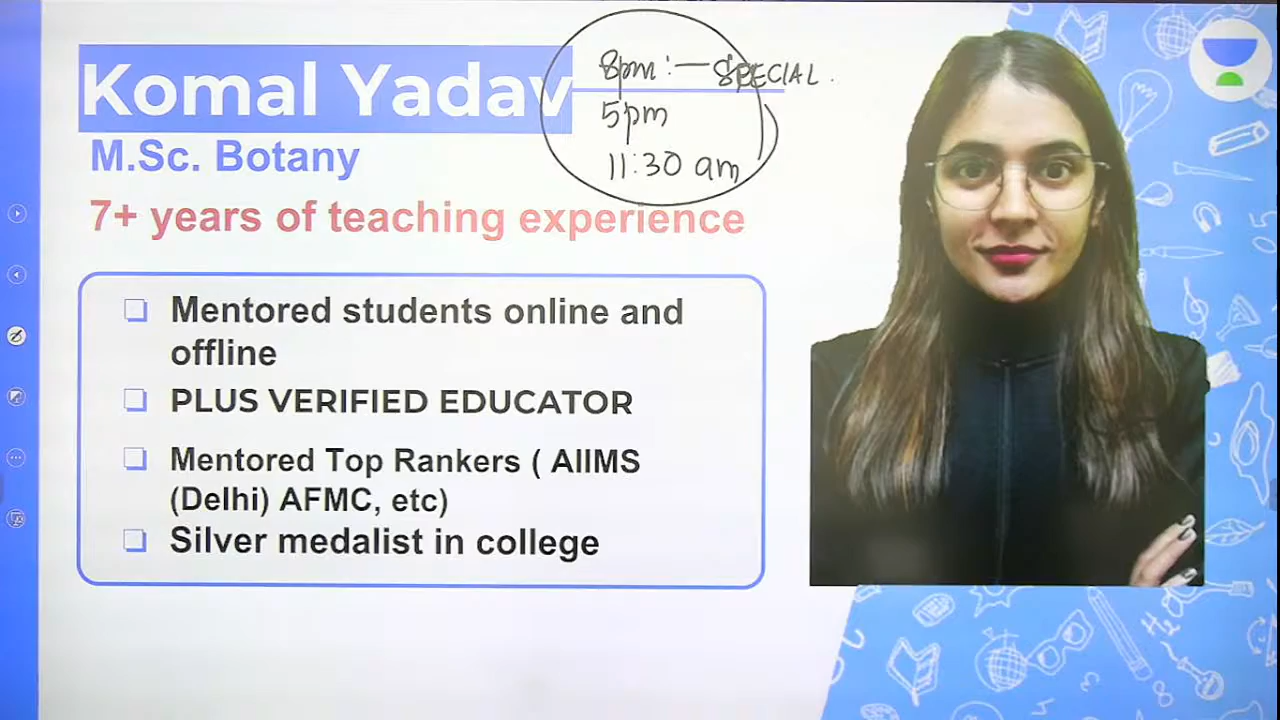 Komal Yadav
8pm :— SPECIAL.
5pm
11:30 am
M.Sc. Botany
7+ years of teaching experience
Mentored students online and
offline
PLUS VERIFIED EDUCATOR
Mentored Top Rankers ( AIIMS
(Delhi) AFMC, etc)
Silver medalist in college
H₂O